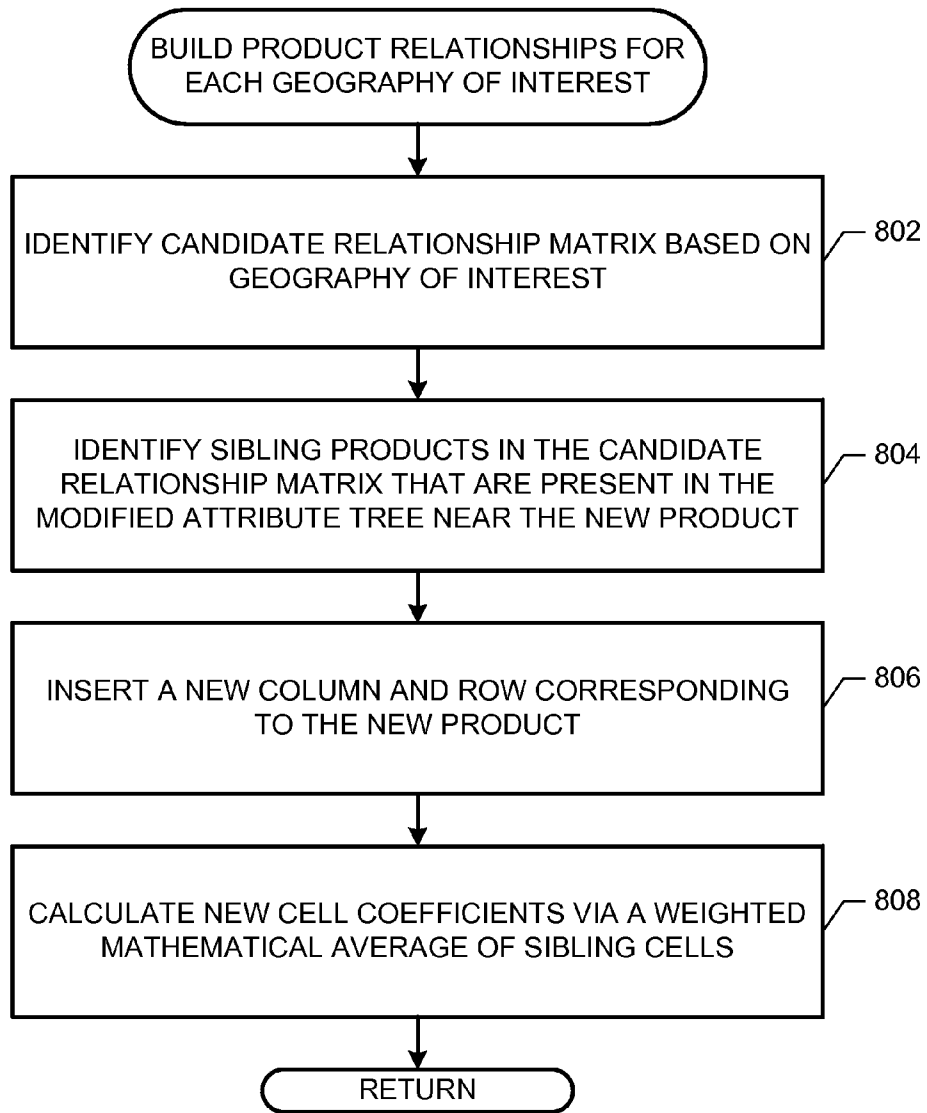 BUILD PRODUCT RELATIONSHIPS FOR
EACH GEOGRAPHY OF INTEREST
IDENTIFY CANDIDATE RELATIONSHIP MATRIX BASED ON
GEOGRAPHY OF INTEREST
802
IDENTIFY SIBLING PRODUCTS IN THE CANDIDATE
RELATIONSHIP MATRIX THAT ARE PRESENT IN THE
MODIFIED ATTRIBUTE TREE NEAR THE NEW PRODUCT
804
INSERT A NEW COLUMN AND ROW CORRESPONDING
TO THE NEW PRODUCT
806
CALCULATE NEW CELL COEFFICIENTS VIA A WEIGHTED
MATHEMATICAL AVERAGE OF SIBLING CELLS
808
RETURN